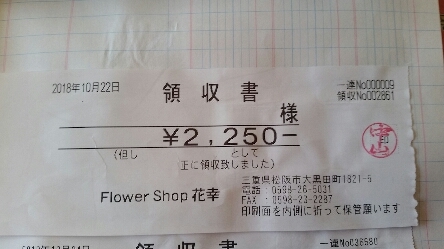 2018年10月22日
領収書
一連No000009
領収No002861
様
¥2,250-
(但し として
正に領収致しました)
Flower Shop 花幸
三重県松阪市大黒田町1821-6
電話：0598-26-5031
FAX：0598-23-2287
印刷面を内側に折って保管願います
領収書